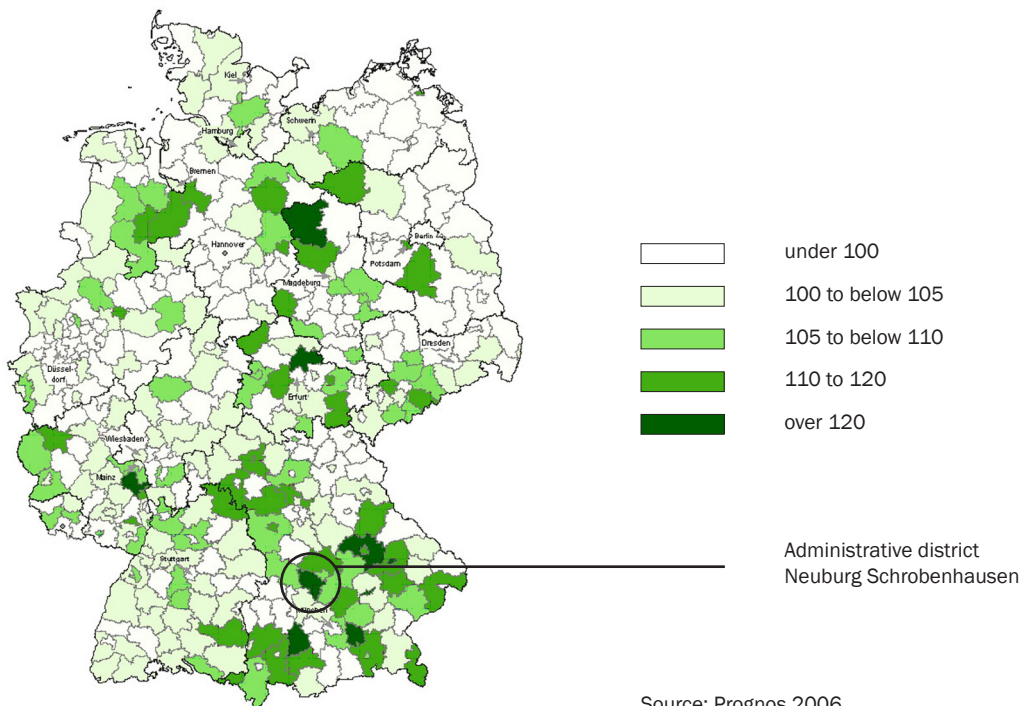 Kiel
Schwerin
Hamburg
Bremen
Berlin
Hannover
Potsdam
Magdeburg
Dresden
Düssel-
dorf
Erfurt
Wiesbaden
Mainz
Stuttgart
München
under 100
100 to below 105
105 to below 110
110 to 120
over 120
Administrative district
Neuburg Schrobenhausen
Source: Prognos 2006